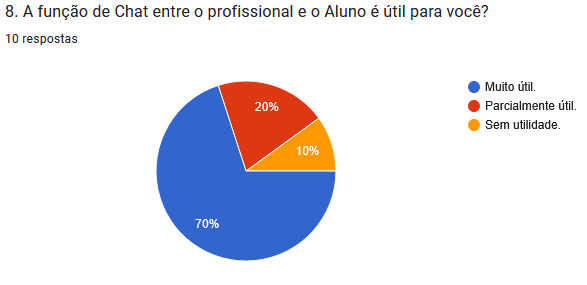 8. A função de Chat entre o profissional e o Aluno é útil para você?
10 respostas
Muito útil.
Parcialmente útil.
Sem utilidade.
20%
10%
70%